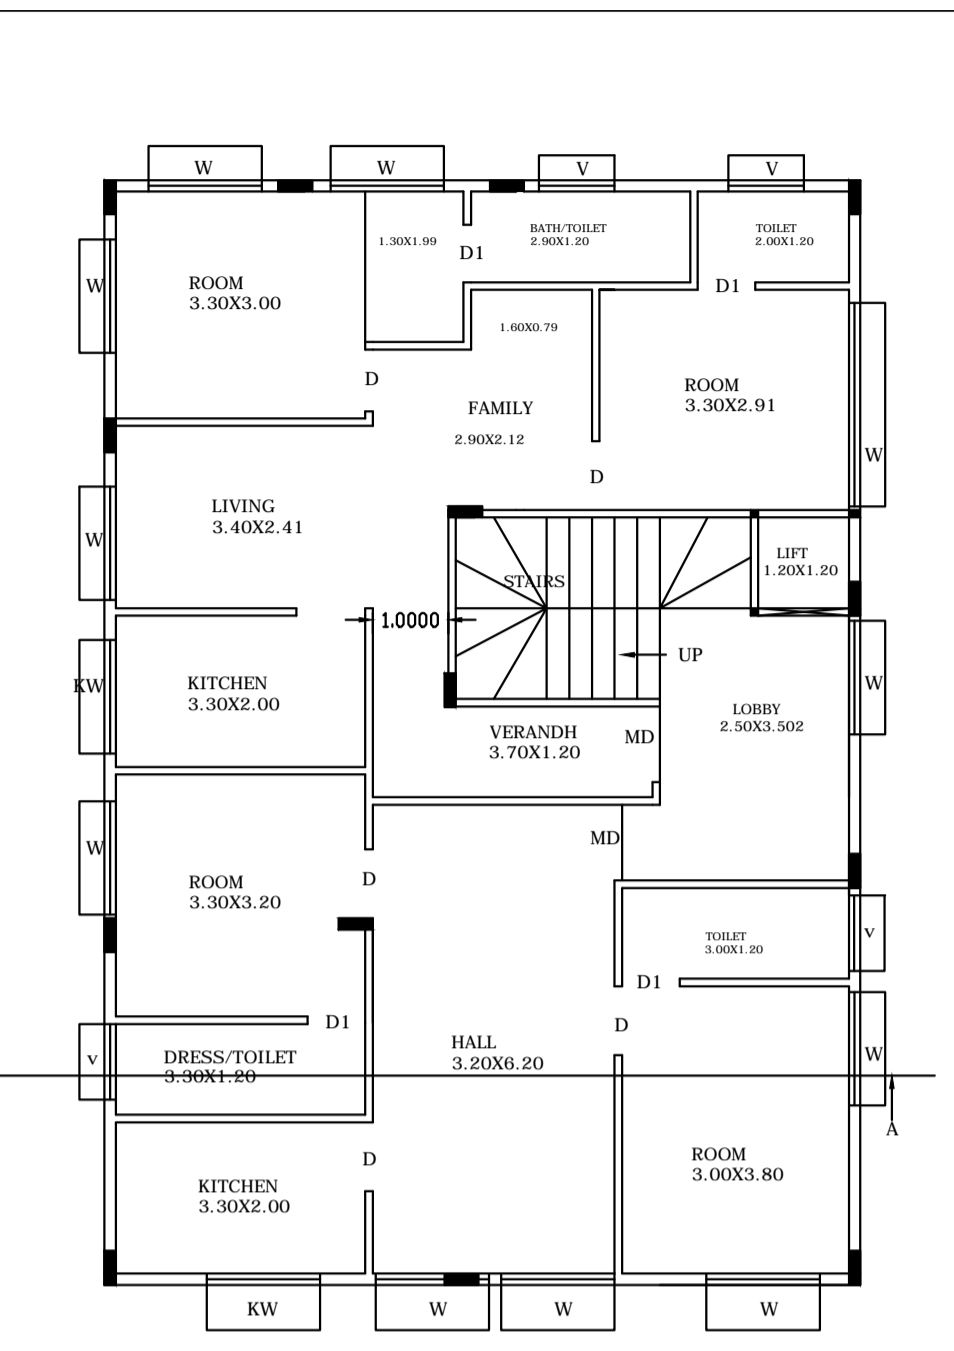 W
W
V
V
BATH/TOILET
2.90X1.20
TOILET
2.00X1.20
1.30X1.99
D1
W
ROOM
3.30X3.00
D1
1.60X0.79
D
ROOM
3.30X2.91
FAMILY
2.90X2.12
W
D
LIVING
3.40X2.41
W
LIFT
1.20X1.20
STAIRS
1.0000
UP
KW
KITCHEN
3.30X2.00
W
LOBBY
2.50X3.502
VERANDH
3.70X1.20
MD
MD
W
D
ROOM
3.30X3.20
TOILET
3.00X1.20
v
D1
D1
D
HALL
3.20X6.20
W
v
DRESS/TOILET
3.30X1.20
A
D
ROOM
3.00X3.80
KITCHEN
3.30X2.00
KW
W
W
W